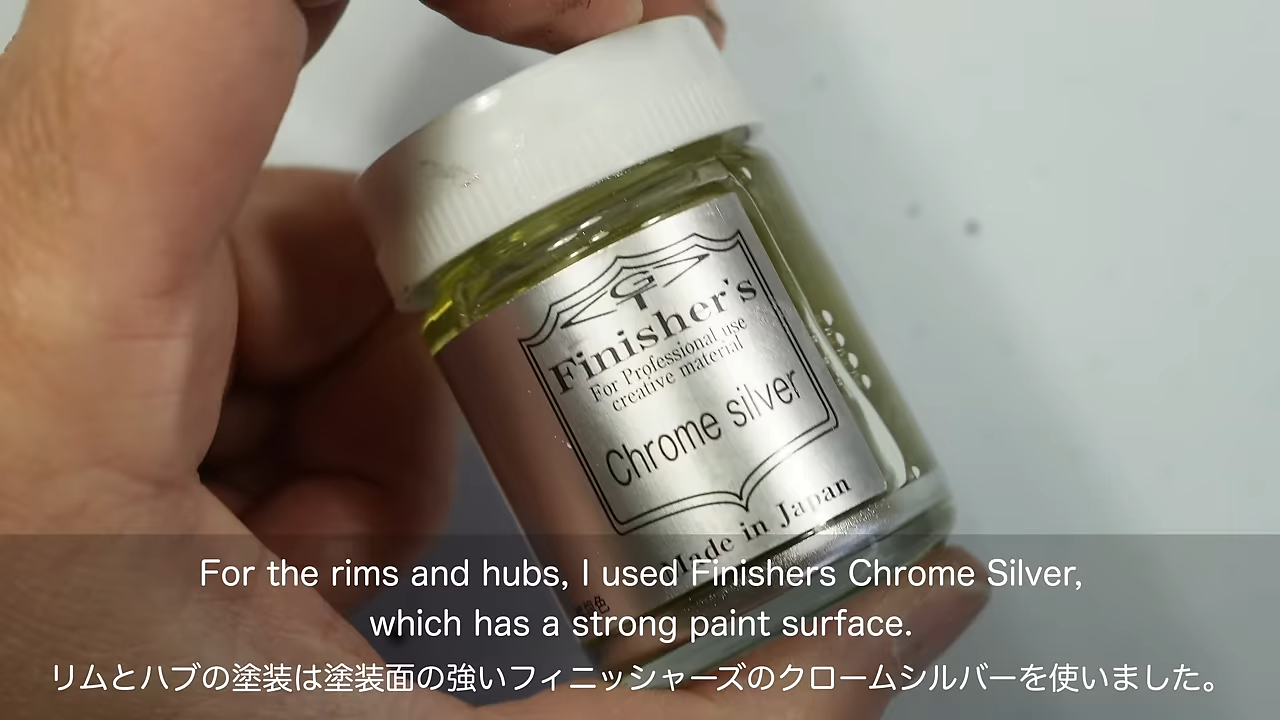 Finisher's
For Professional use
creative material
Chrome silver
Made in Japan
For the rims and hubs, I used Finishers Chrome Silver,
which has a strong paint surface.
リムとハブの塗装は塗装面の強いフィニッシャーズのクロームシルバーを使いました。